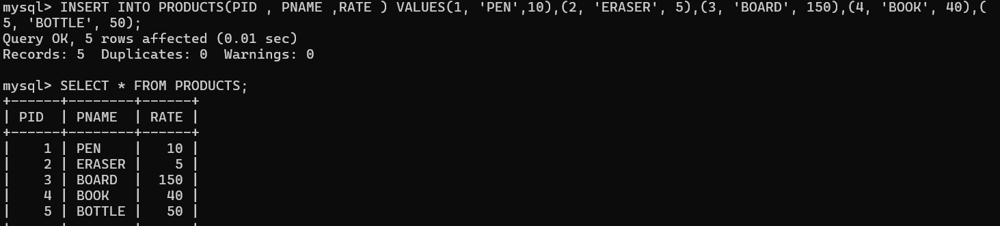 mysql> INSERT INTO PRODUCTS(PID , PNAME ,RATE ) VALUES(1, 'PEN',10),(2, 'ERASER', 5),(3, 'BOARD', 150),(4, 'BOOK', 40),(
5, 'BOTTLE', 50);
Query OK, 5 rows affected (0.01 sec)
Records: 5  Duplicates: 0  Warnings: 0

mysql> SELECT * FROM PRODUCTS;
+------+--------+------+
| PID  | PNAME  | RATE |
+------+--------+------+
|    1 | PEN    |   10 |
|    2 | ERASER |    5 |
|    3 | BOARD  |  150 |
|    4 | BOOK   |   40 |
|    5 | BOTTLE |   50 |